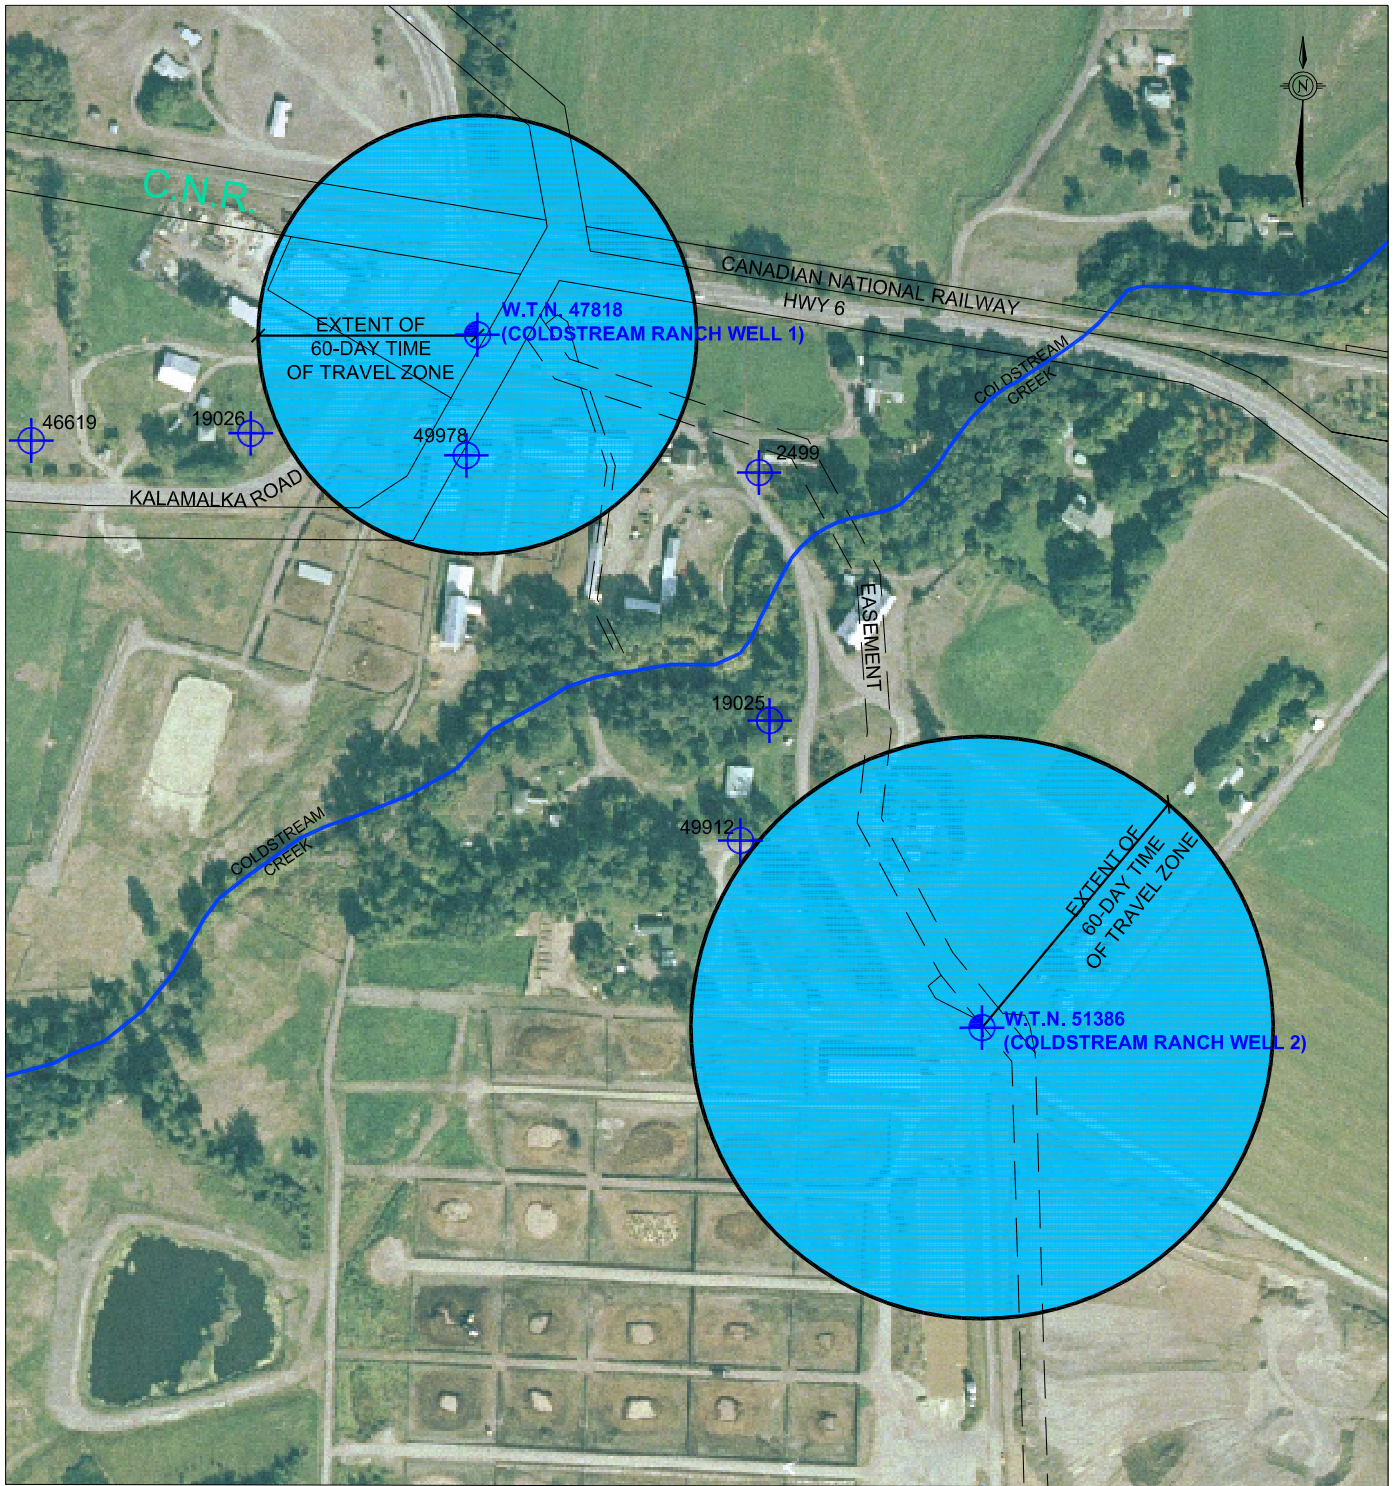 N
C.N.R.
CANADIAN NATIONAL RAILWAY
HWY 6
W.T.N. 47818
(COLDSTREAM RANCH WELL 1)
EXTENT OF
60-DAY TIME
OF TRAVEL ZONE
COLDSTREAM
CREEK
46619
19026
49978
2499
KALAMALKA ROAD
EASEMENT
19025
49912
COLDSTREAM
CREEK
EXTENT OF
60-DAY TIME
OF TRAVEL ZONE
W.T.N. 51386
(COLDSTREAM RANCH WELL 2)